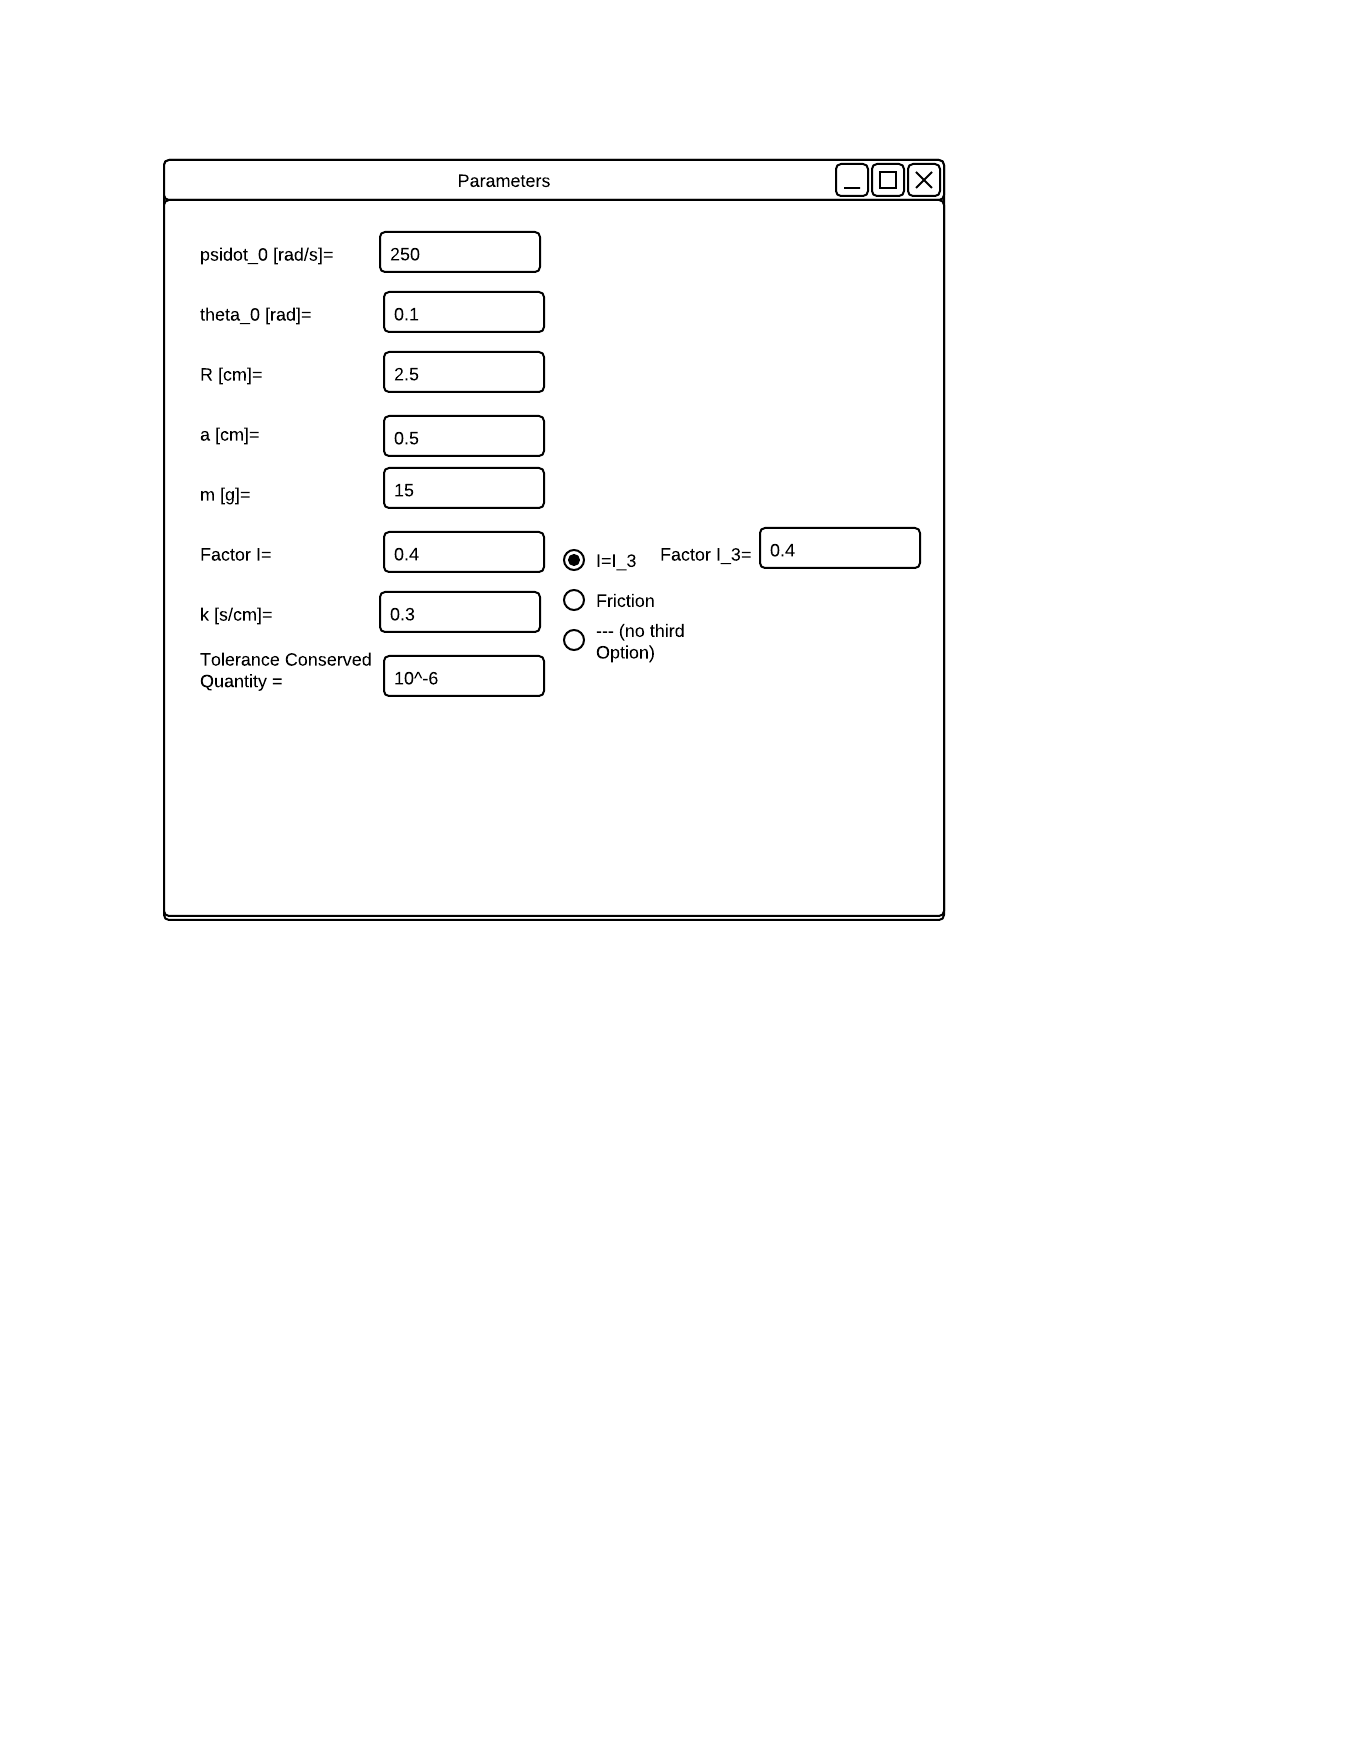 Parameters
psidot_0 [rad/s]= 250
theta_0 [rad]= 0.1
R [cm]= 2.5
a [cm]= 0.5
m [g]= 15
Factor I= 0.4 I=I_3 Factor I_3= 0.4
k [s/cm]= 0.3 Friction
--- (no third
Option)
Tolerance Conserved
Quantity = 10^-6